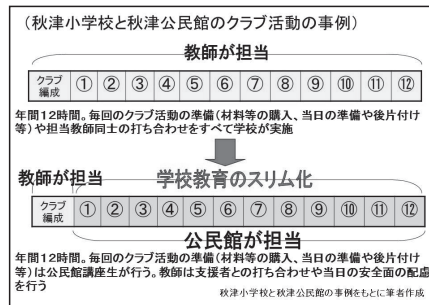 （秋津小学校と秋津公民館のクラブ活動の事例）
教師が担当
クラブ編成 ① ② ③ ④ ⑤ ⑥ ⑦ ⑧ ⑨ ⑩ ⑪ ⑫
年間12時間。毎回のクラブ活動の準備(材料等の購入、当日の準備や後片付け
等)や担当教師同士の打ち合わせをすべて学校が実施
学校教育のスリム化
教師が担当
クラブ編成 ① ② ③ ④ ⑤ ⑥ ⑦ ⑧ ⑨ ⑩ ⑪ ⑫
公民館が担当
年間12時間。毎回のクラブ活動の準備(材料等の購入、当日の準備や後片付け
等)は公民館講座生が行う。教師は支援者との打ち合わせや当日の安全面の配慮
を行う
秋津小学校と秋津公民館の事例をもとに筆者作成